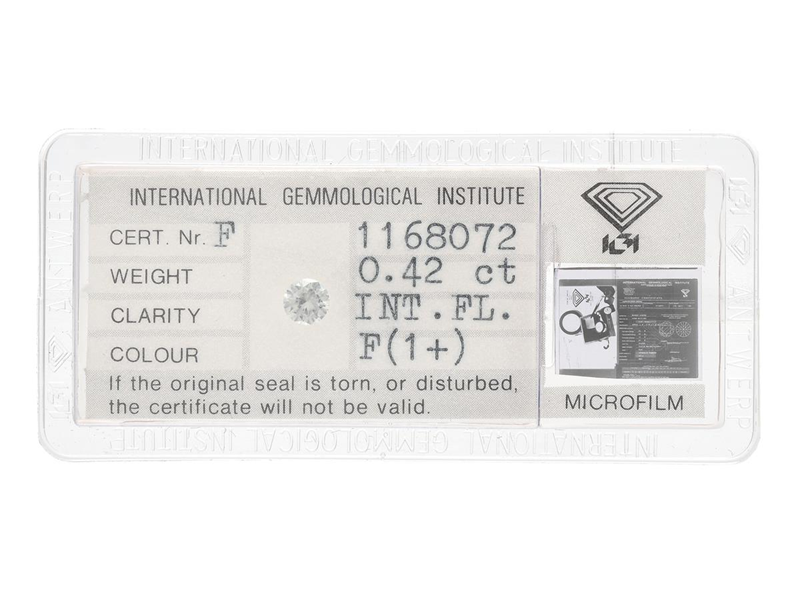 INTERNATIONAL GEMMOLOGICAL INSTITUTE
INTERNATIONAL GEMMOLOGICAL INSTITUTE
CERT. Nr. F 1168072
WEIGHT 0.42 ct
CLARITY INT.FL.
COLOUR F(1+)
If the original seal is torn, or disturbed,
the certificate will not be valid.
IGI
MICROFILM
ANTWERP
IGI
IGI
ANTWERP
INTERNATIONAL GEMMOLOGICAL INSTITUTE